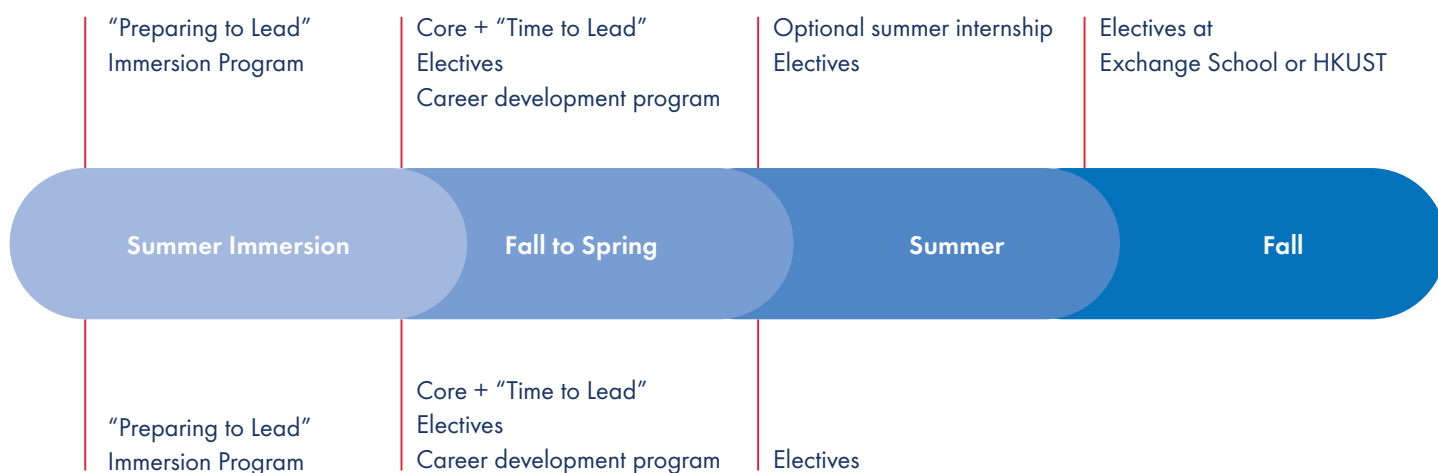 “Preparing to Lead”
Immersion Program
Core + “Time to Lead”
Electives
Career development program
Optional summer internship
Electives
Electives at
Exchange School or HKUST
Summer Immersion
Fall to Spring
Summer
Fall
“Preparing to Lead”
Immersion Program
Core + “Time to Lead”
Electives
Career development program
Electives